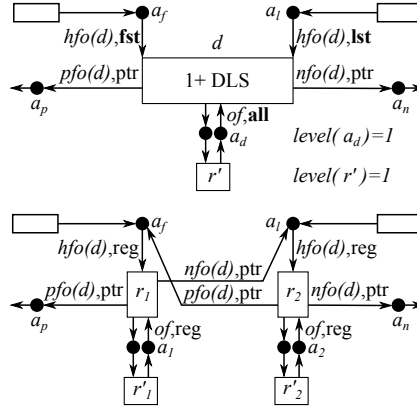 a_f a_l
hfo(d),fst d hfo(d),lst
pfo(d),ptr 1+ DLS nfo(d),ptr
a_p a_n
of,all
a_d level( a_d)=1
r' level( r')=1
a_f a_l
hfo(d),reg hfo(d),reg
nfo(d),ptr
pfo(d),ptr r_1 pfo(d),ptr r_2 nfo(d),ptr
a_p a_n
of,reg of,reg
a_1 a_2
r'_1 r'_2